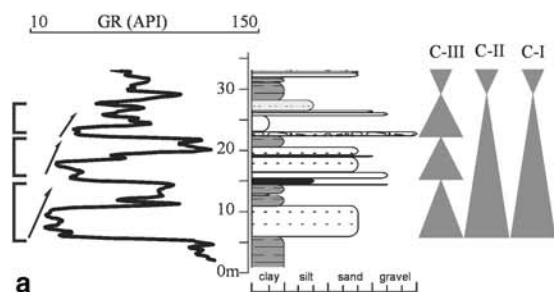 10 GR (API) 150
C-III C-II C-I
30
20
10
0m
clay silt sand gravel
a